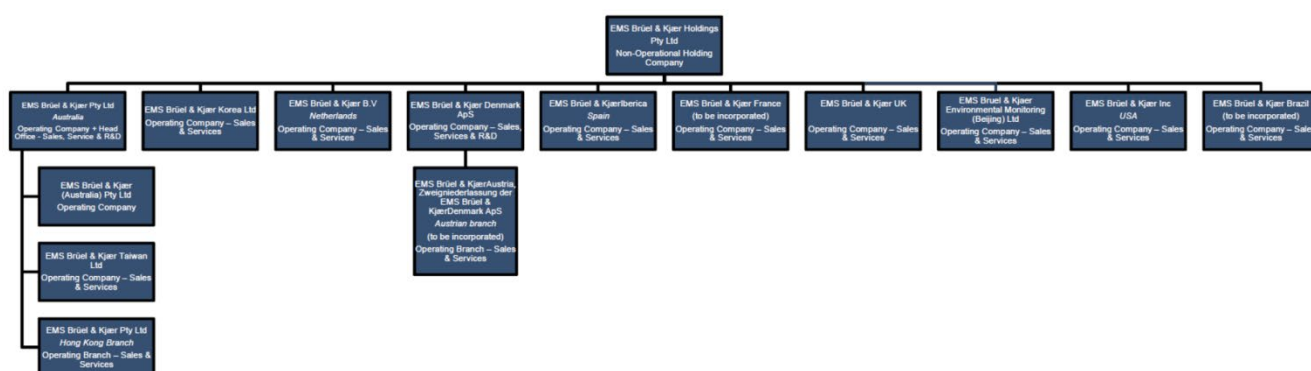 EMS Brüel & Kjær Holdings
Pty Ltd
Non-Operational Holding
Company
EMS Brüel & Kjær Pty Ltd
Australia
Operating Company + Head
Office - Sales, Service & R&D
EMS Brüel & Kjær Korea Ltd
Operating Company – Sales
& Services
EMS Brüel & Kjær B.V
Netherlands
Operating Company – Sales
& Services
EMS Brüel & Kjær Denmark
ApS
Operating Company – Sales,
Services & R&D
EMS Brüel & KjærIberica
Spain
Operating Company – Sales
& Services
EMS Brüel & Kjær France
(to be incorporated)
Operating Company – Sales
& Services
EMS Brüel & Kjær UK
Operating Company – Sales
& Services
EMS Bruel & Kjaer
Environmental Monitoring
(Beijing) Ltd
Operating Company – Sales
& Services
EMS Brüel & Kjær Inc
USA
Operating Company – Sales
& Services
EMS Brüel & Kjær Brazil
(to be incorporated)
Operating Company – Sales
& Services
EMS Brüel & Kjær
(Australia) Pty Ltd
Operating Company
EMS Brüel & KjærAustria,
Zweigniederlassung der
EMS Brüel &
KjærDenmark ApS
Austrian branch
(to be incorporated)
Operating Branch – Sales
& Services
EMS Brüel & Kjær Taiwan
Ltd
Operating Company – Sales
& Services
EMS Brüel & Kjær Pty Ltd
Hong Kong Branch
Operating Branch – Sales &
Services